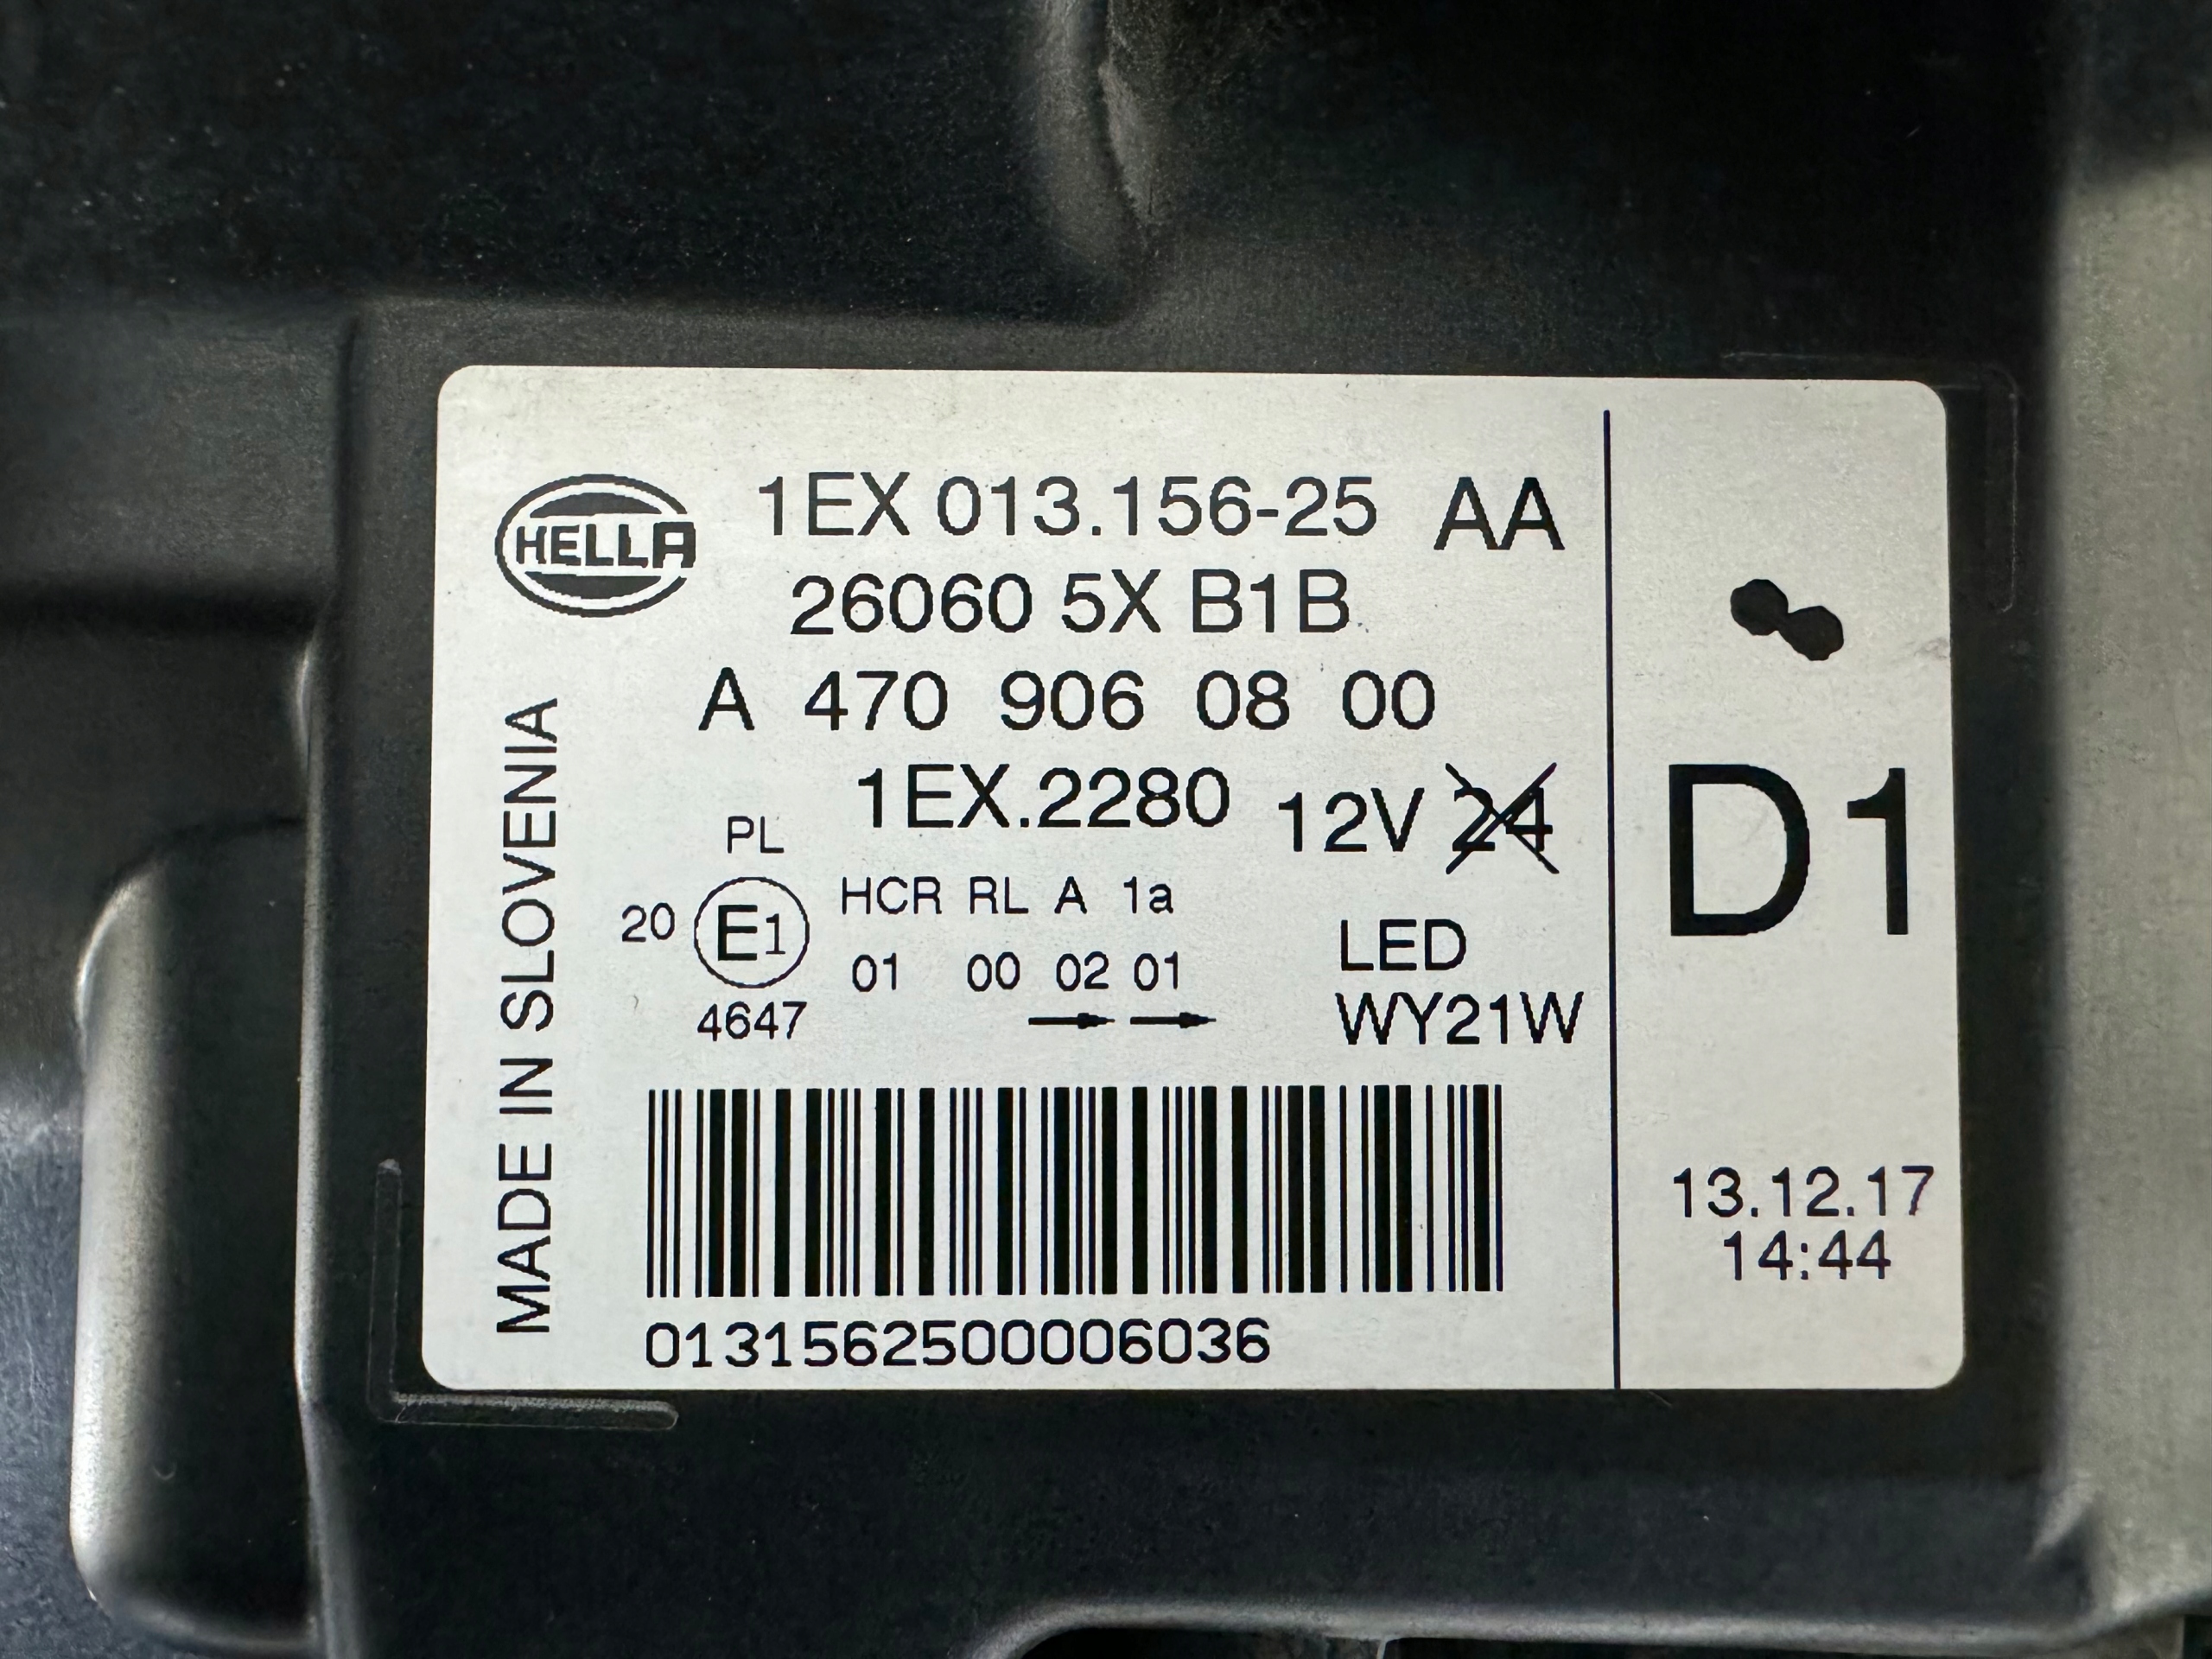 HELLA
1EX 013.156-25 AA
26060 5X B1B
A 470 906 08 00
1EX.2280 12V 24
PL
20 E1 HCR RL A 1a
01 00 02 01
4647
LED
WY21W
MADE IN SLOVENIA
0131562500006036
D1
13.12.17
14:44